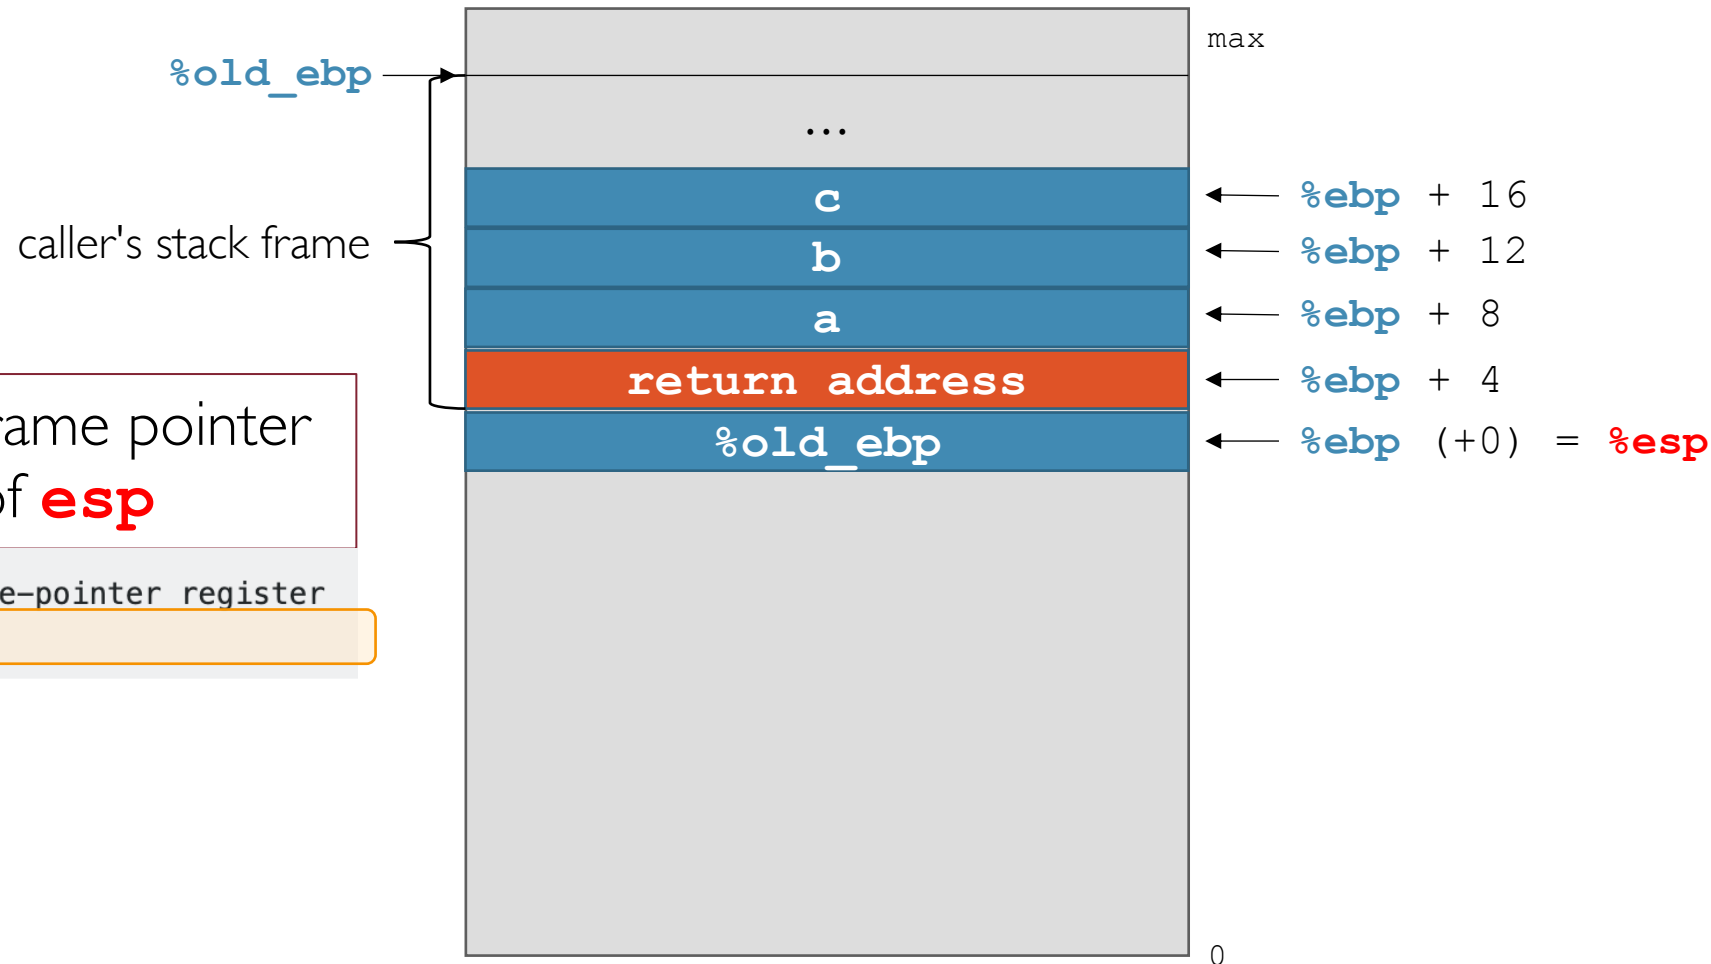 max
%old_ebp
...
c
%ebp + 16
caller's stack frame
b
%ebp + 12
a
%ebp + 8
return address
%ebp + 4
%old_ebp
%ebp (+0) = %esp
pointer
of esp
e-pointer register
0